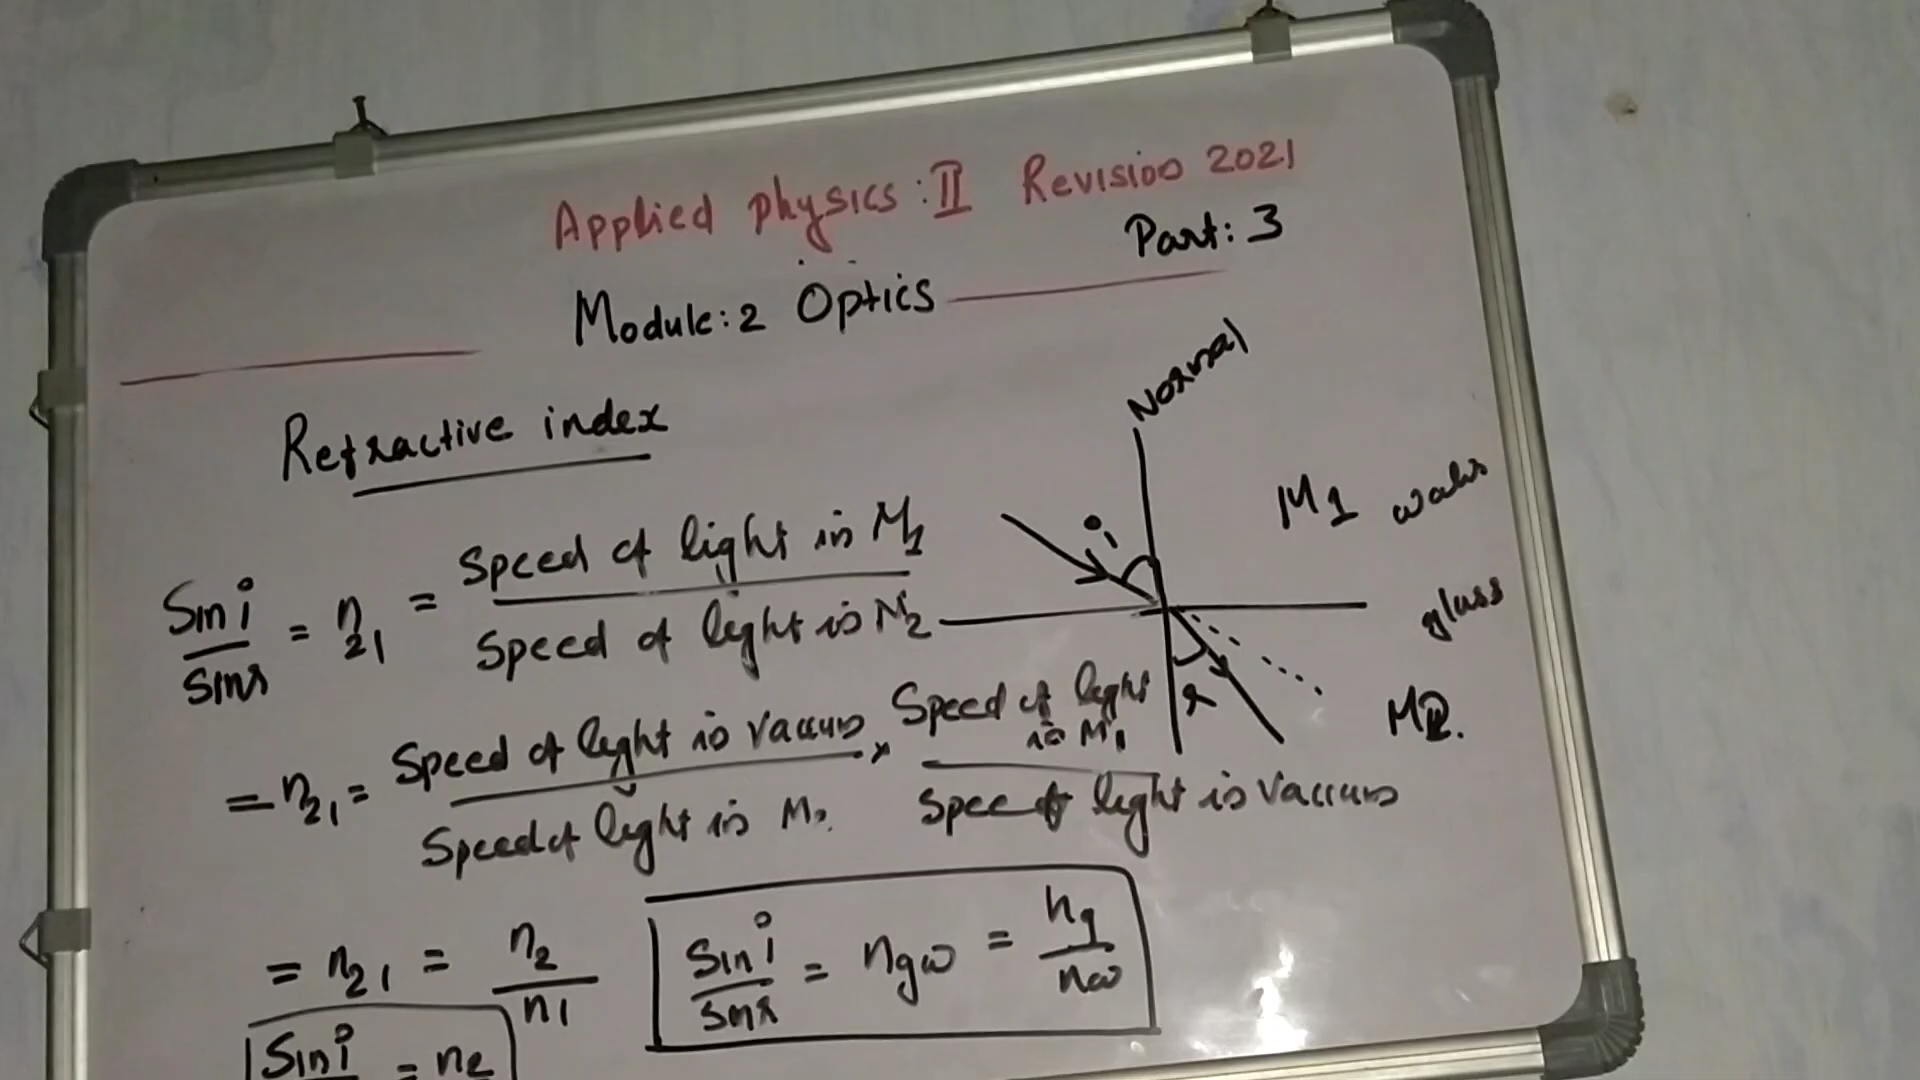 Applied physics: II Revision 2021
Part: 3
Module: 2 Optics
Refractive index
Normal
M1 water
i
glass
M2.
r
Sin i / Sin r = n21 = Speed of light in M1 / Speed of light in M2
= n21 = Speed of light in Vaccum / Speed of light in M2 × Speed of light in M1 / Speed of light in Vaccum
= n21 = n2 / n1
Sin i / Sin r = ngw = ng / nw
Sin i = n2